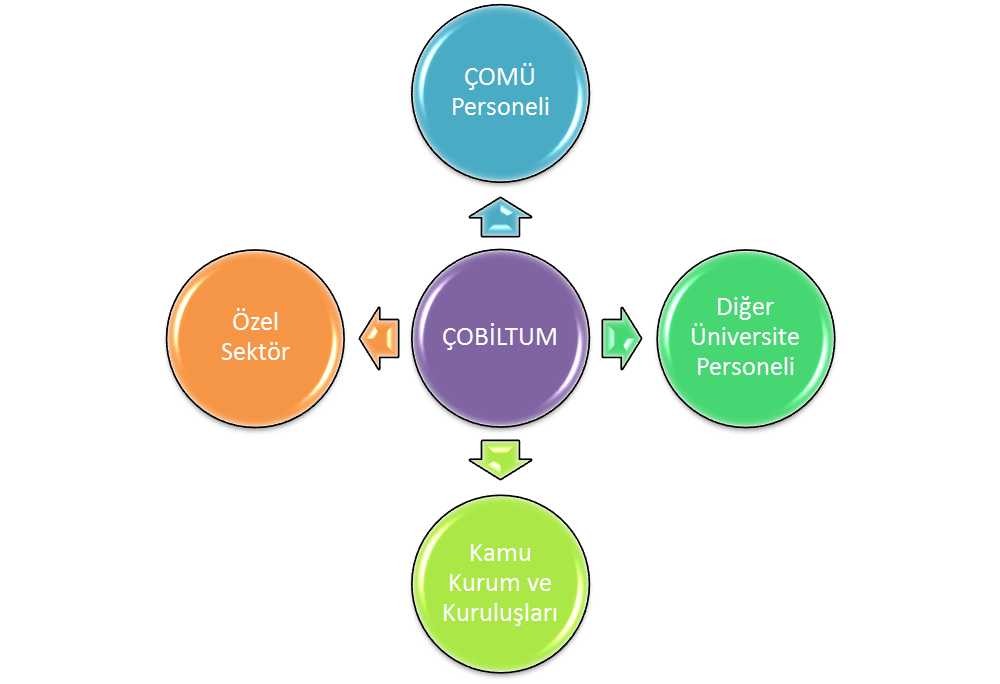 ÇOMÜ
Personeli
Özel
Sektör
ÇOBİLTUM
Diğer
Üniversite
Personeli
Kamu
Kurum ve
Kuruluşları